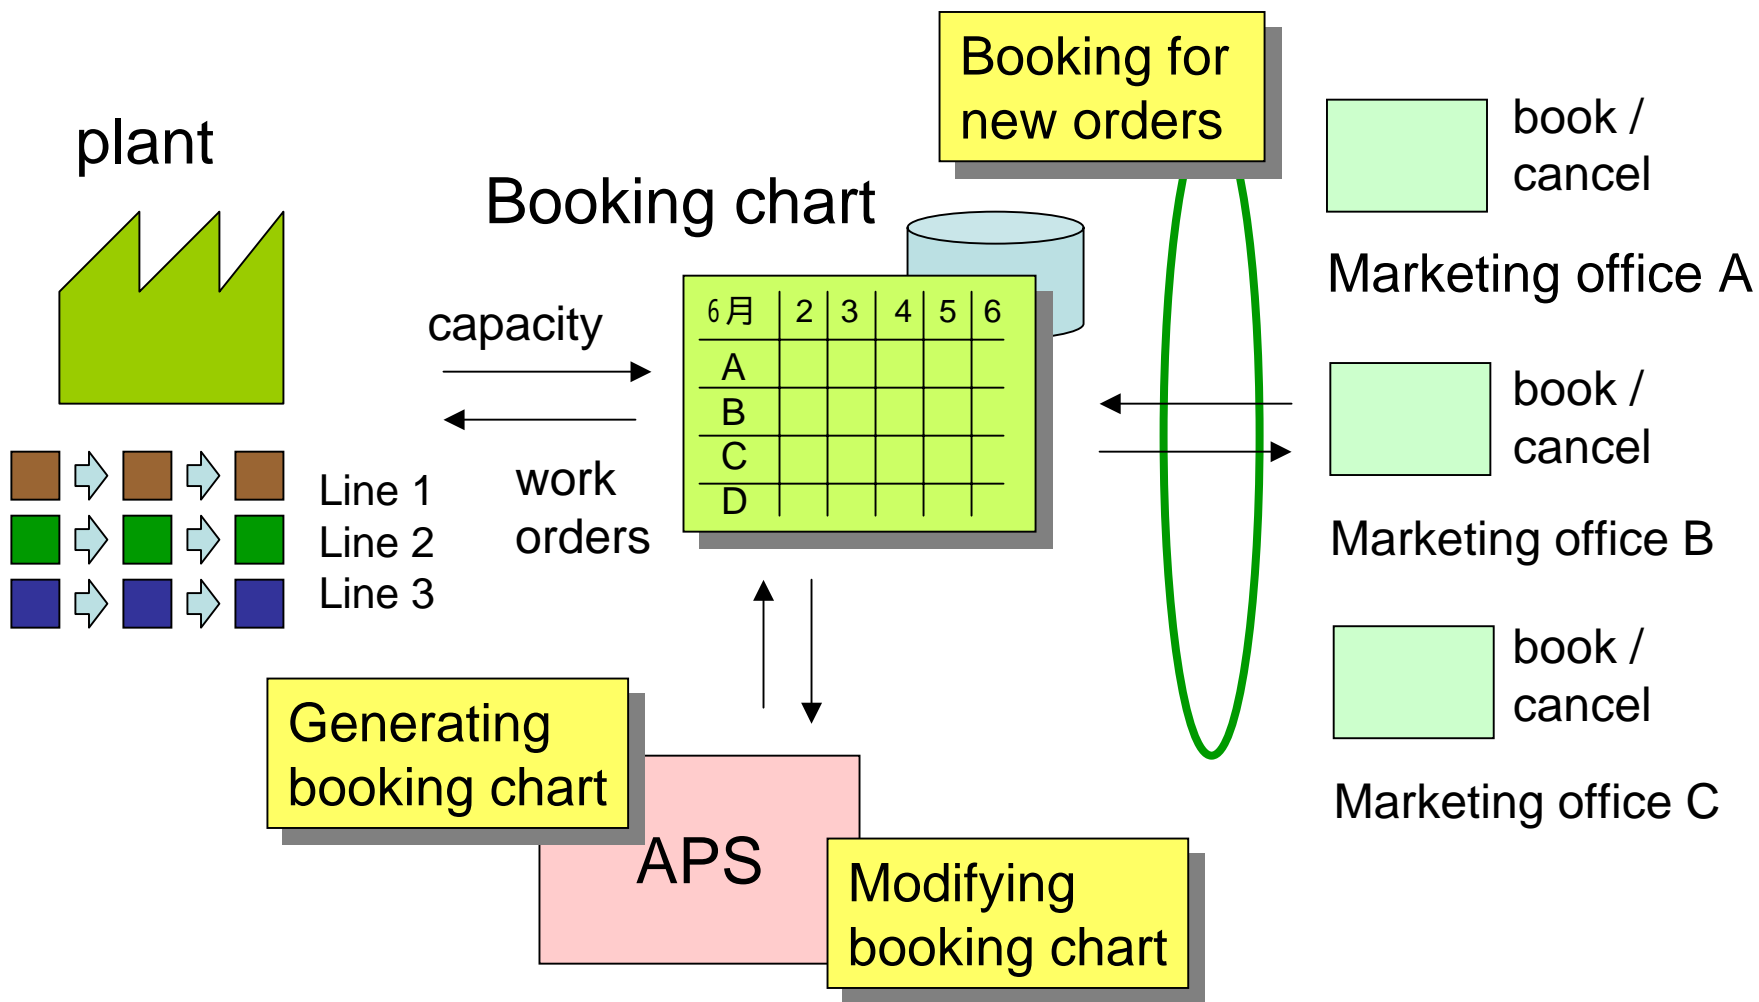 Booking for
new orders
plant
Booking chart
book /
cancel
Marketing office A
capacity
6月 2 3 4 5 6
A
B
C
D
work
orders
Line 1
Line 2
Line 3
book /
cancel
Marketing office B
book /
cancel
Marketing office C
Generating
booking chart
APS
Modifying
booking chart